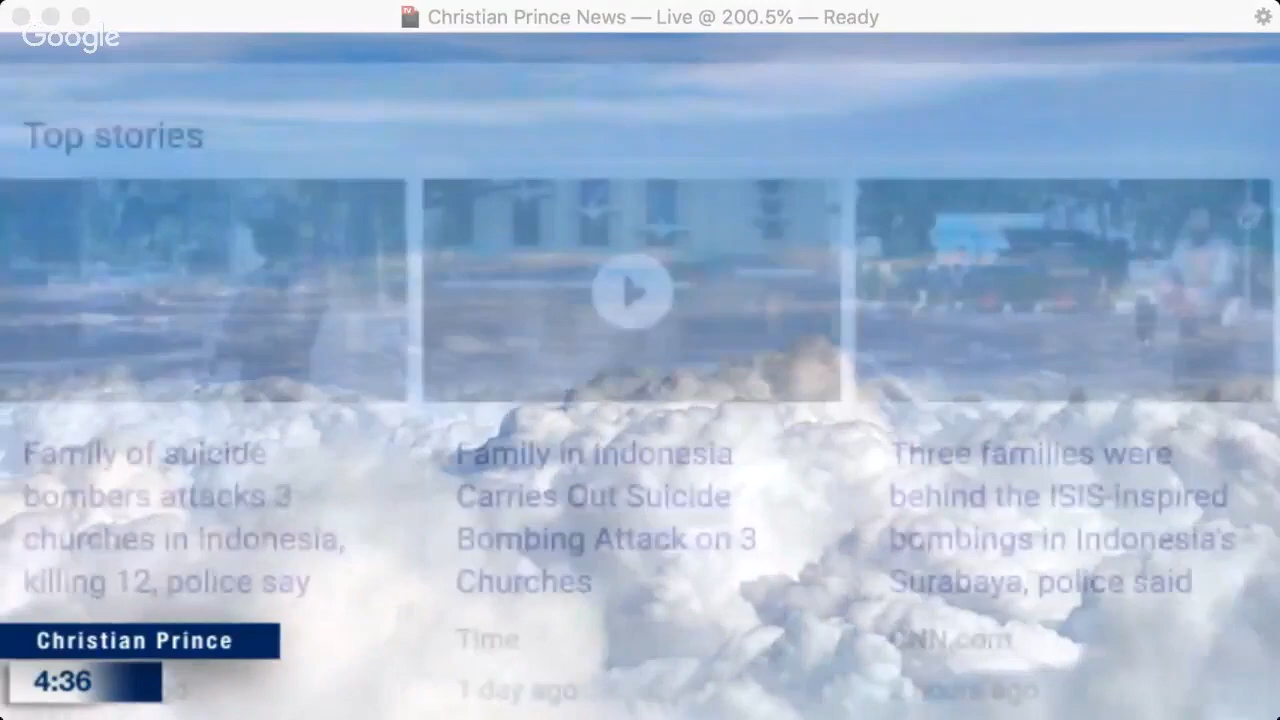 Christian Prince News — Live @ 200.5% — Ready
Google
Top stories
Family of suicide
bombers attacks 3
churches in Indonesia,
killing 12, police say
Family in Indonesia
Carries Out Suicide
Bombing Attack on 3
Churches
Time
1 day ago
Three families were
behind the ISIS-inspired
bombings in Indonesia's
Surabaya, police said
CNN.com
hours ago
Christian Prince
4:36